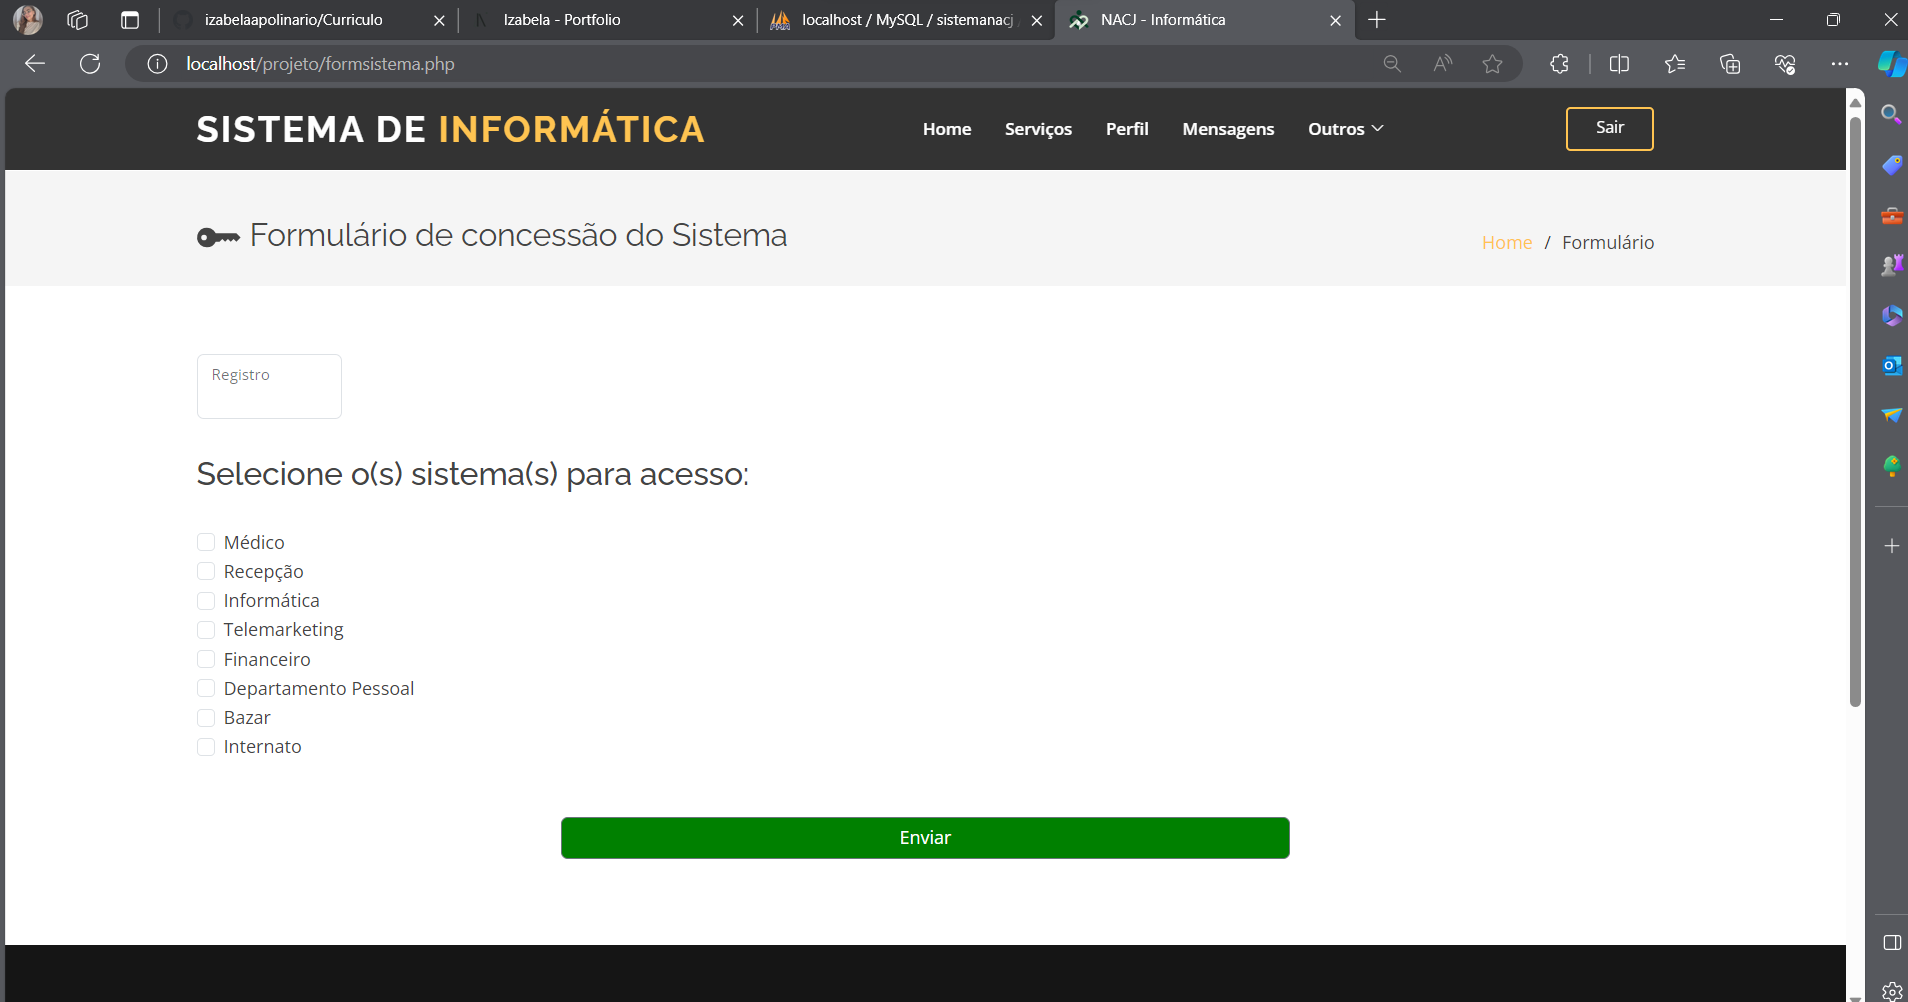 izabelaapolinario/Curriculo
Izabela - Portfolio
localhost / MySQL / sistemanacj
NACJ - Informática
localhost/projeto/formsistema.php
SISTEMA DE INFORMÁTICA
Home
Serviços
Perfil
Mensagens
Outros
Sair
Formulário de concessão do Sistema
Home / Formulário
Registro
Selecione o(s) sistema(s) para acesso:
Médico
Recepção
Informática
Telemarketing
Financeiro
Departamento Pessoal
Bazar
Internato
Enviar